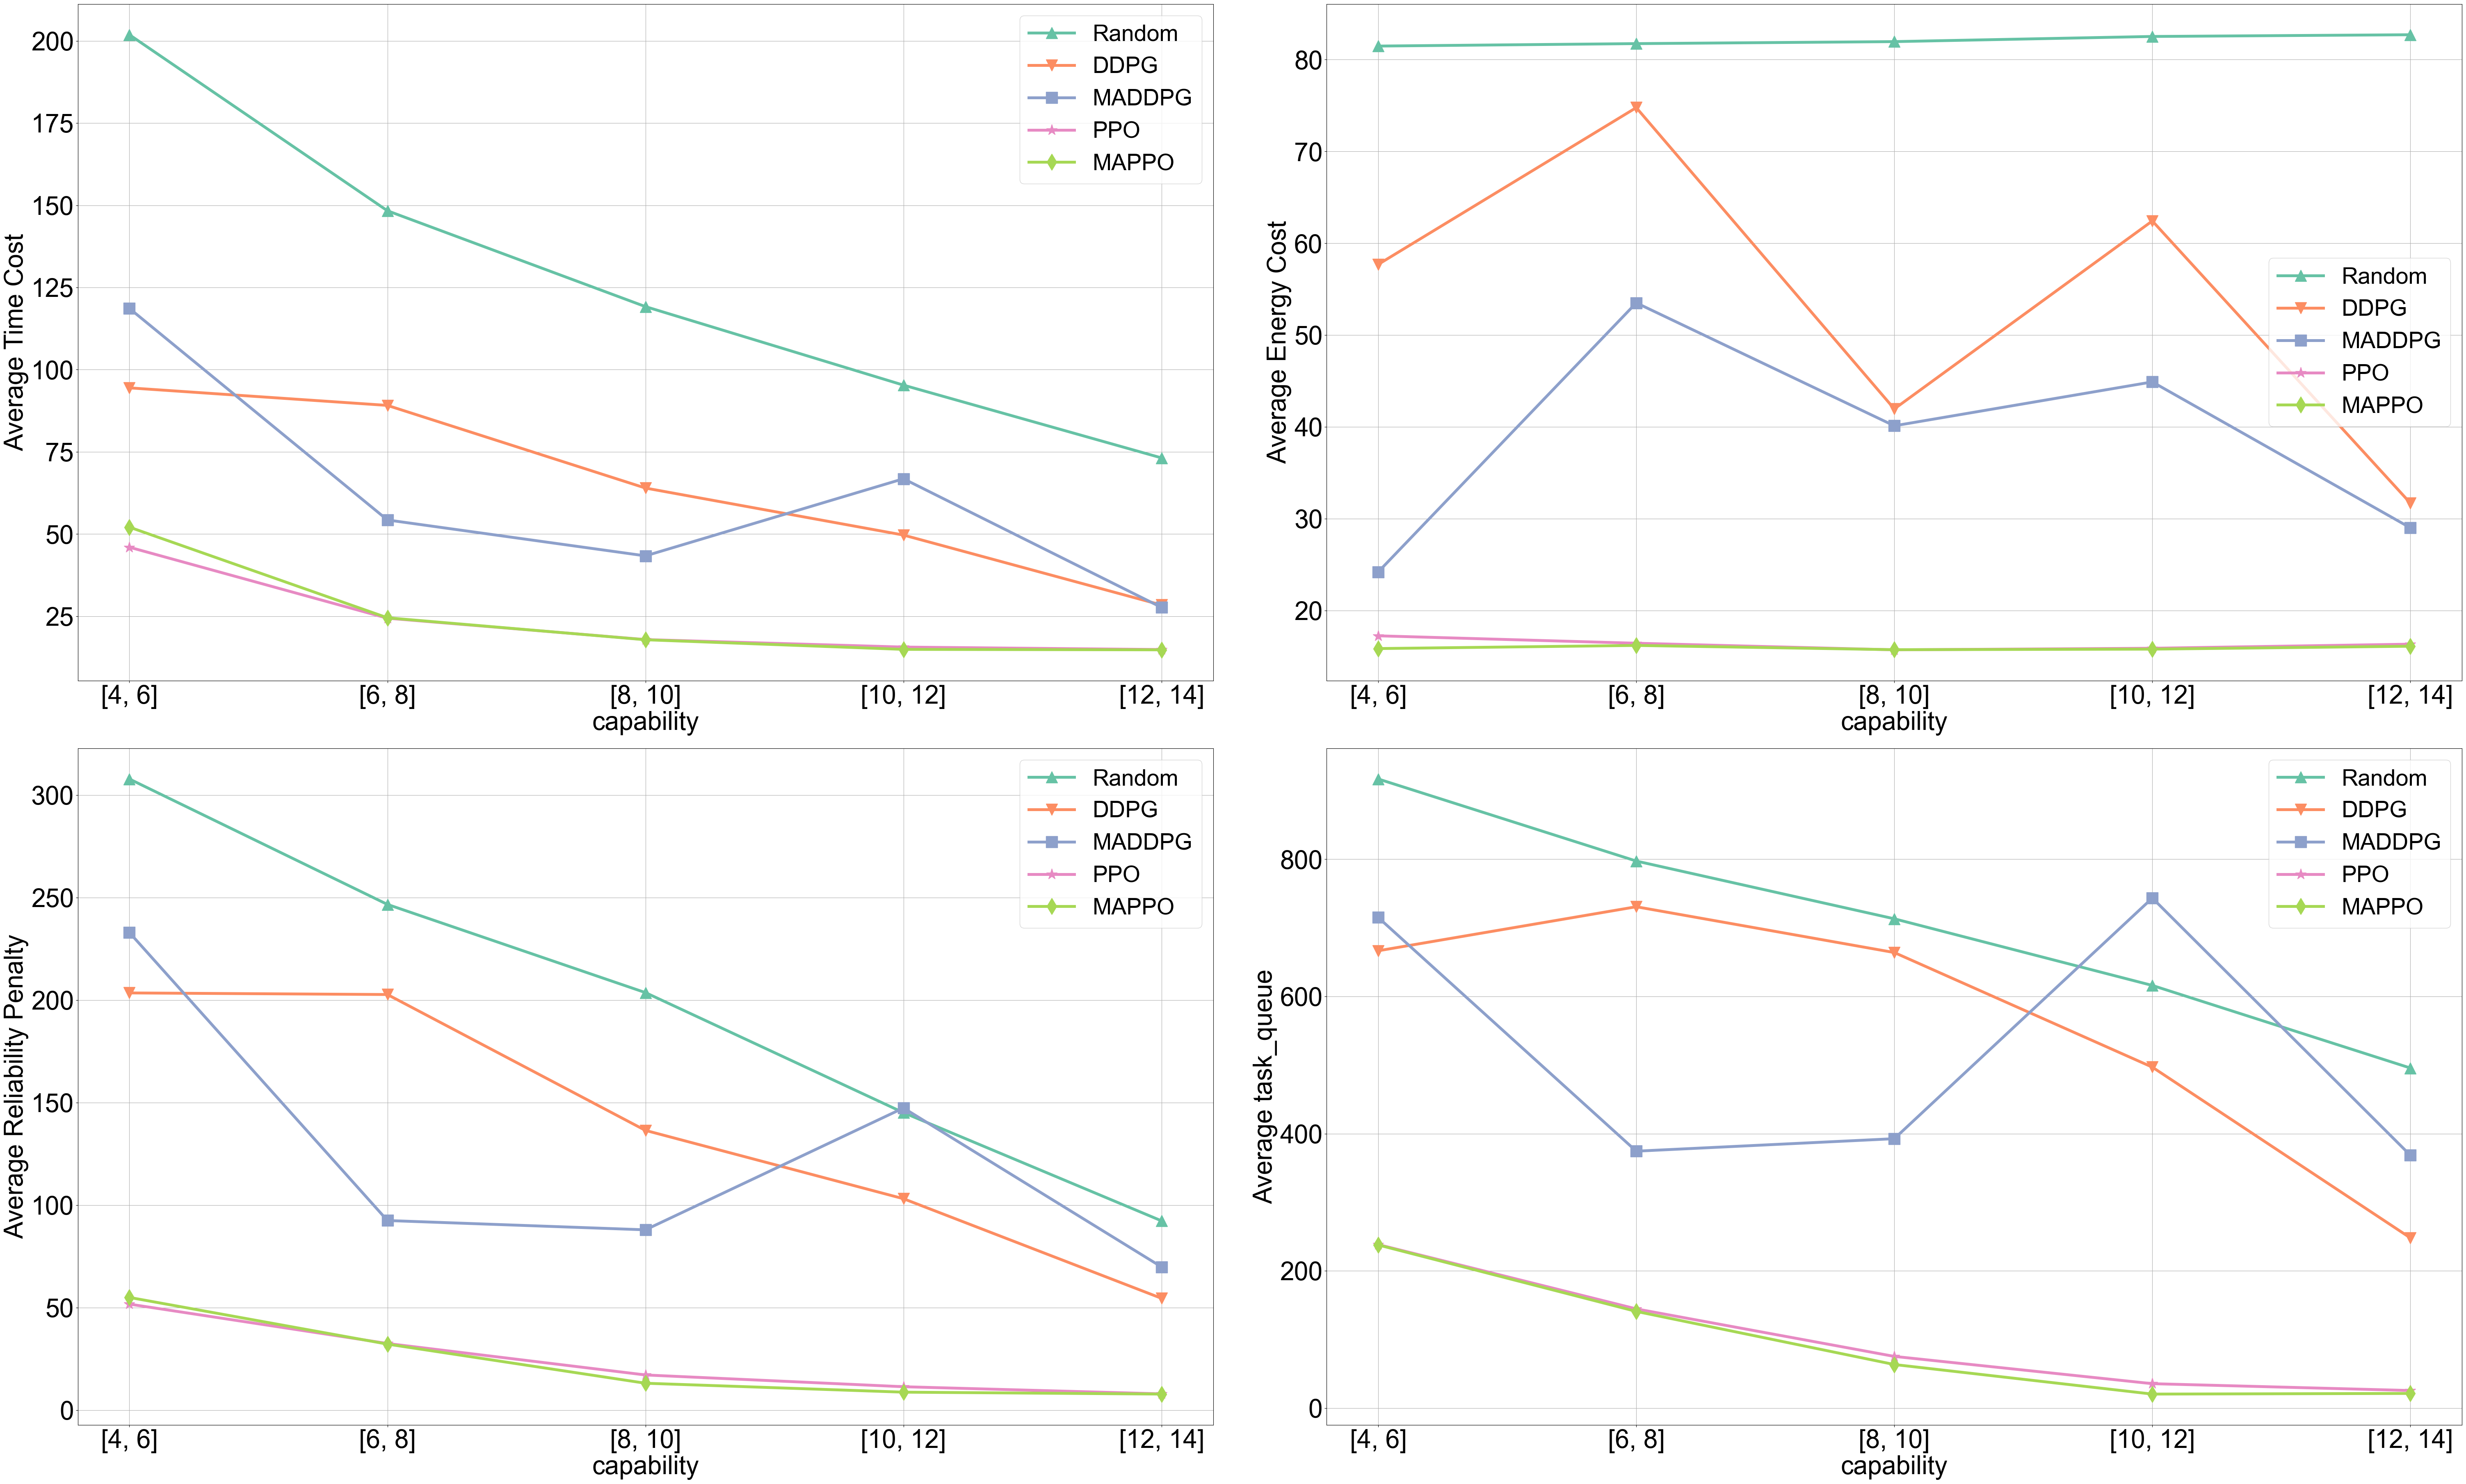 200
175
150
125
100
75
50
25
Average Time Cost
[4, 6] [6, 8] [8, 10] [10, 12] [12, 14]
capability
Random
DDPG
MADDPG
PPO
MAPPO
80
70
60
50
40
30
20
Average Energy Cost
[4, 6] [6, 8] [8, 10] [10, 12] [12, 14]
capability
Random
DDPG
MADDPG
PPO
MAPPO
300
250
200
150
100
50
0
Average Reliability Penalty
[4, 6] [6, 8] [8, 10] [10, 12] [12, 14]
capability
Random
DDPG
MADDPG
PPO
MAPPO
800
600
400
200
0
Average task_queue
[4, 6] [6, 8] [8, 10] [10, 12] [12, 14]
capability
Random
DDPG
MADDPG
PPO
MAPPO